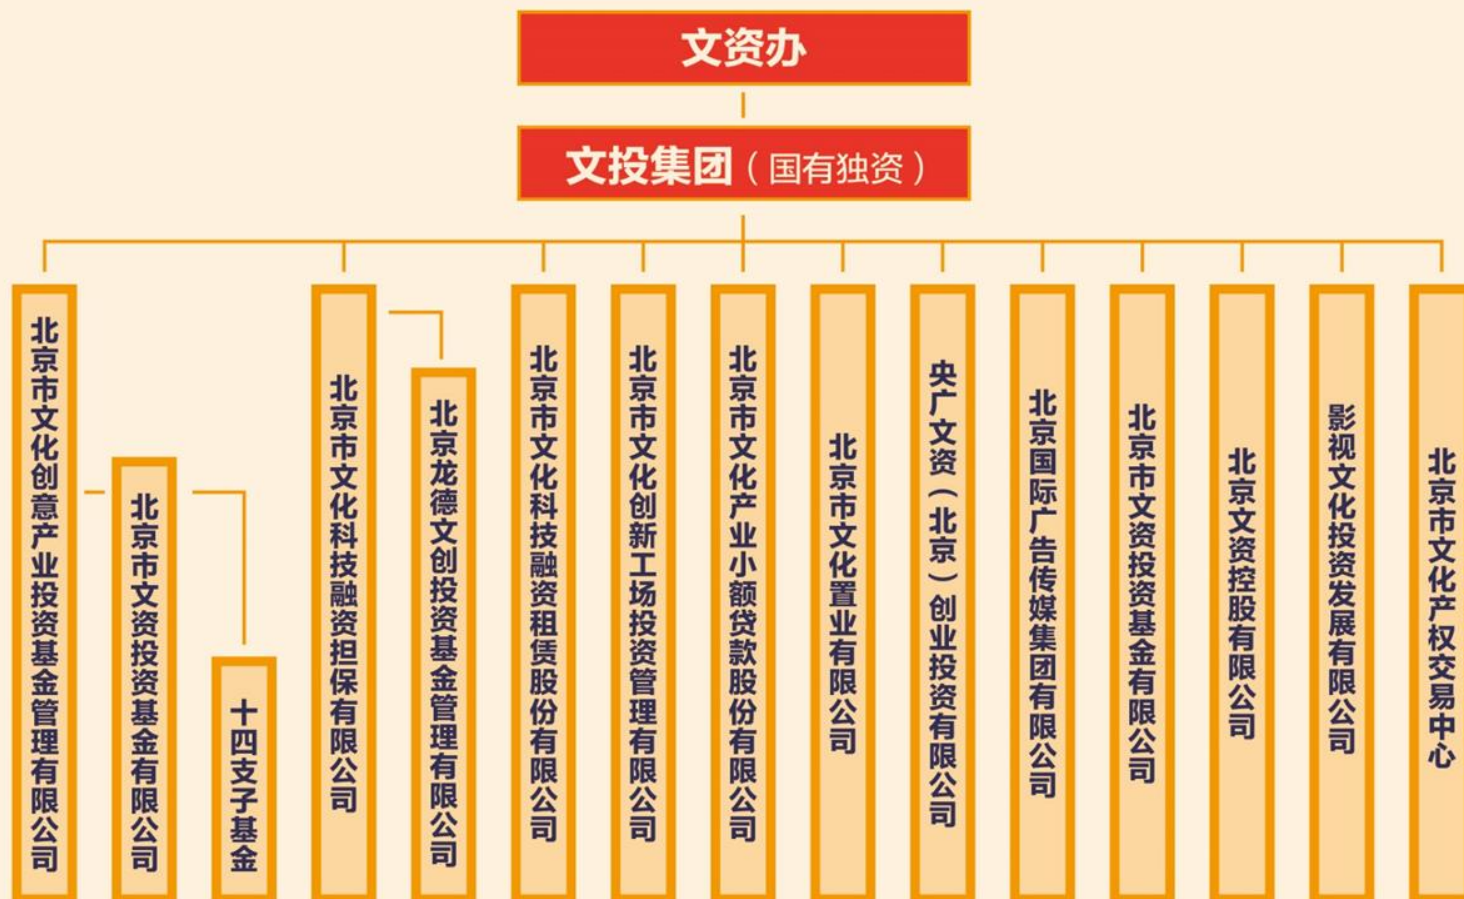 文资办
文投集团（国有独资）
北京市文化创意产业投资基金管理有限公司
北京市文资投资基金有限公司
十四支子基金
北京市文化科技融资担保有限公司
北京龙德文创投资基金管理有限公司
北京市文化科技融资租赁股份有限公司
北京市文化创新工场投资管理有限公司
北京市文化产业小额贷款股份有限公司
北京市文化置业有限公司
央广文资（北京）创业投资有限公司
北京国际广告传媒集团有限公司
北京市文资投资基金有限公司
北京文资控股有限公司
影视文化投资发展有限公司
北京市文化产权交易中心